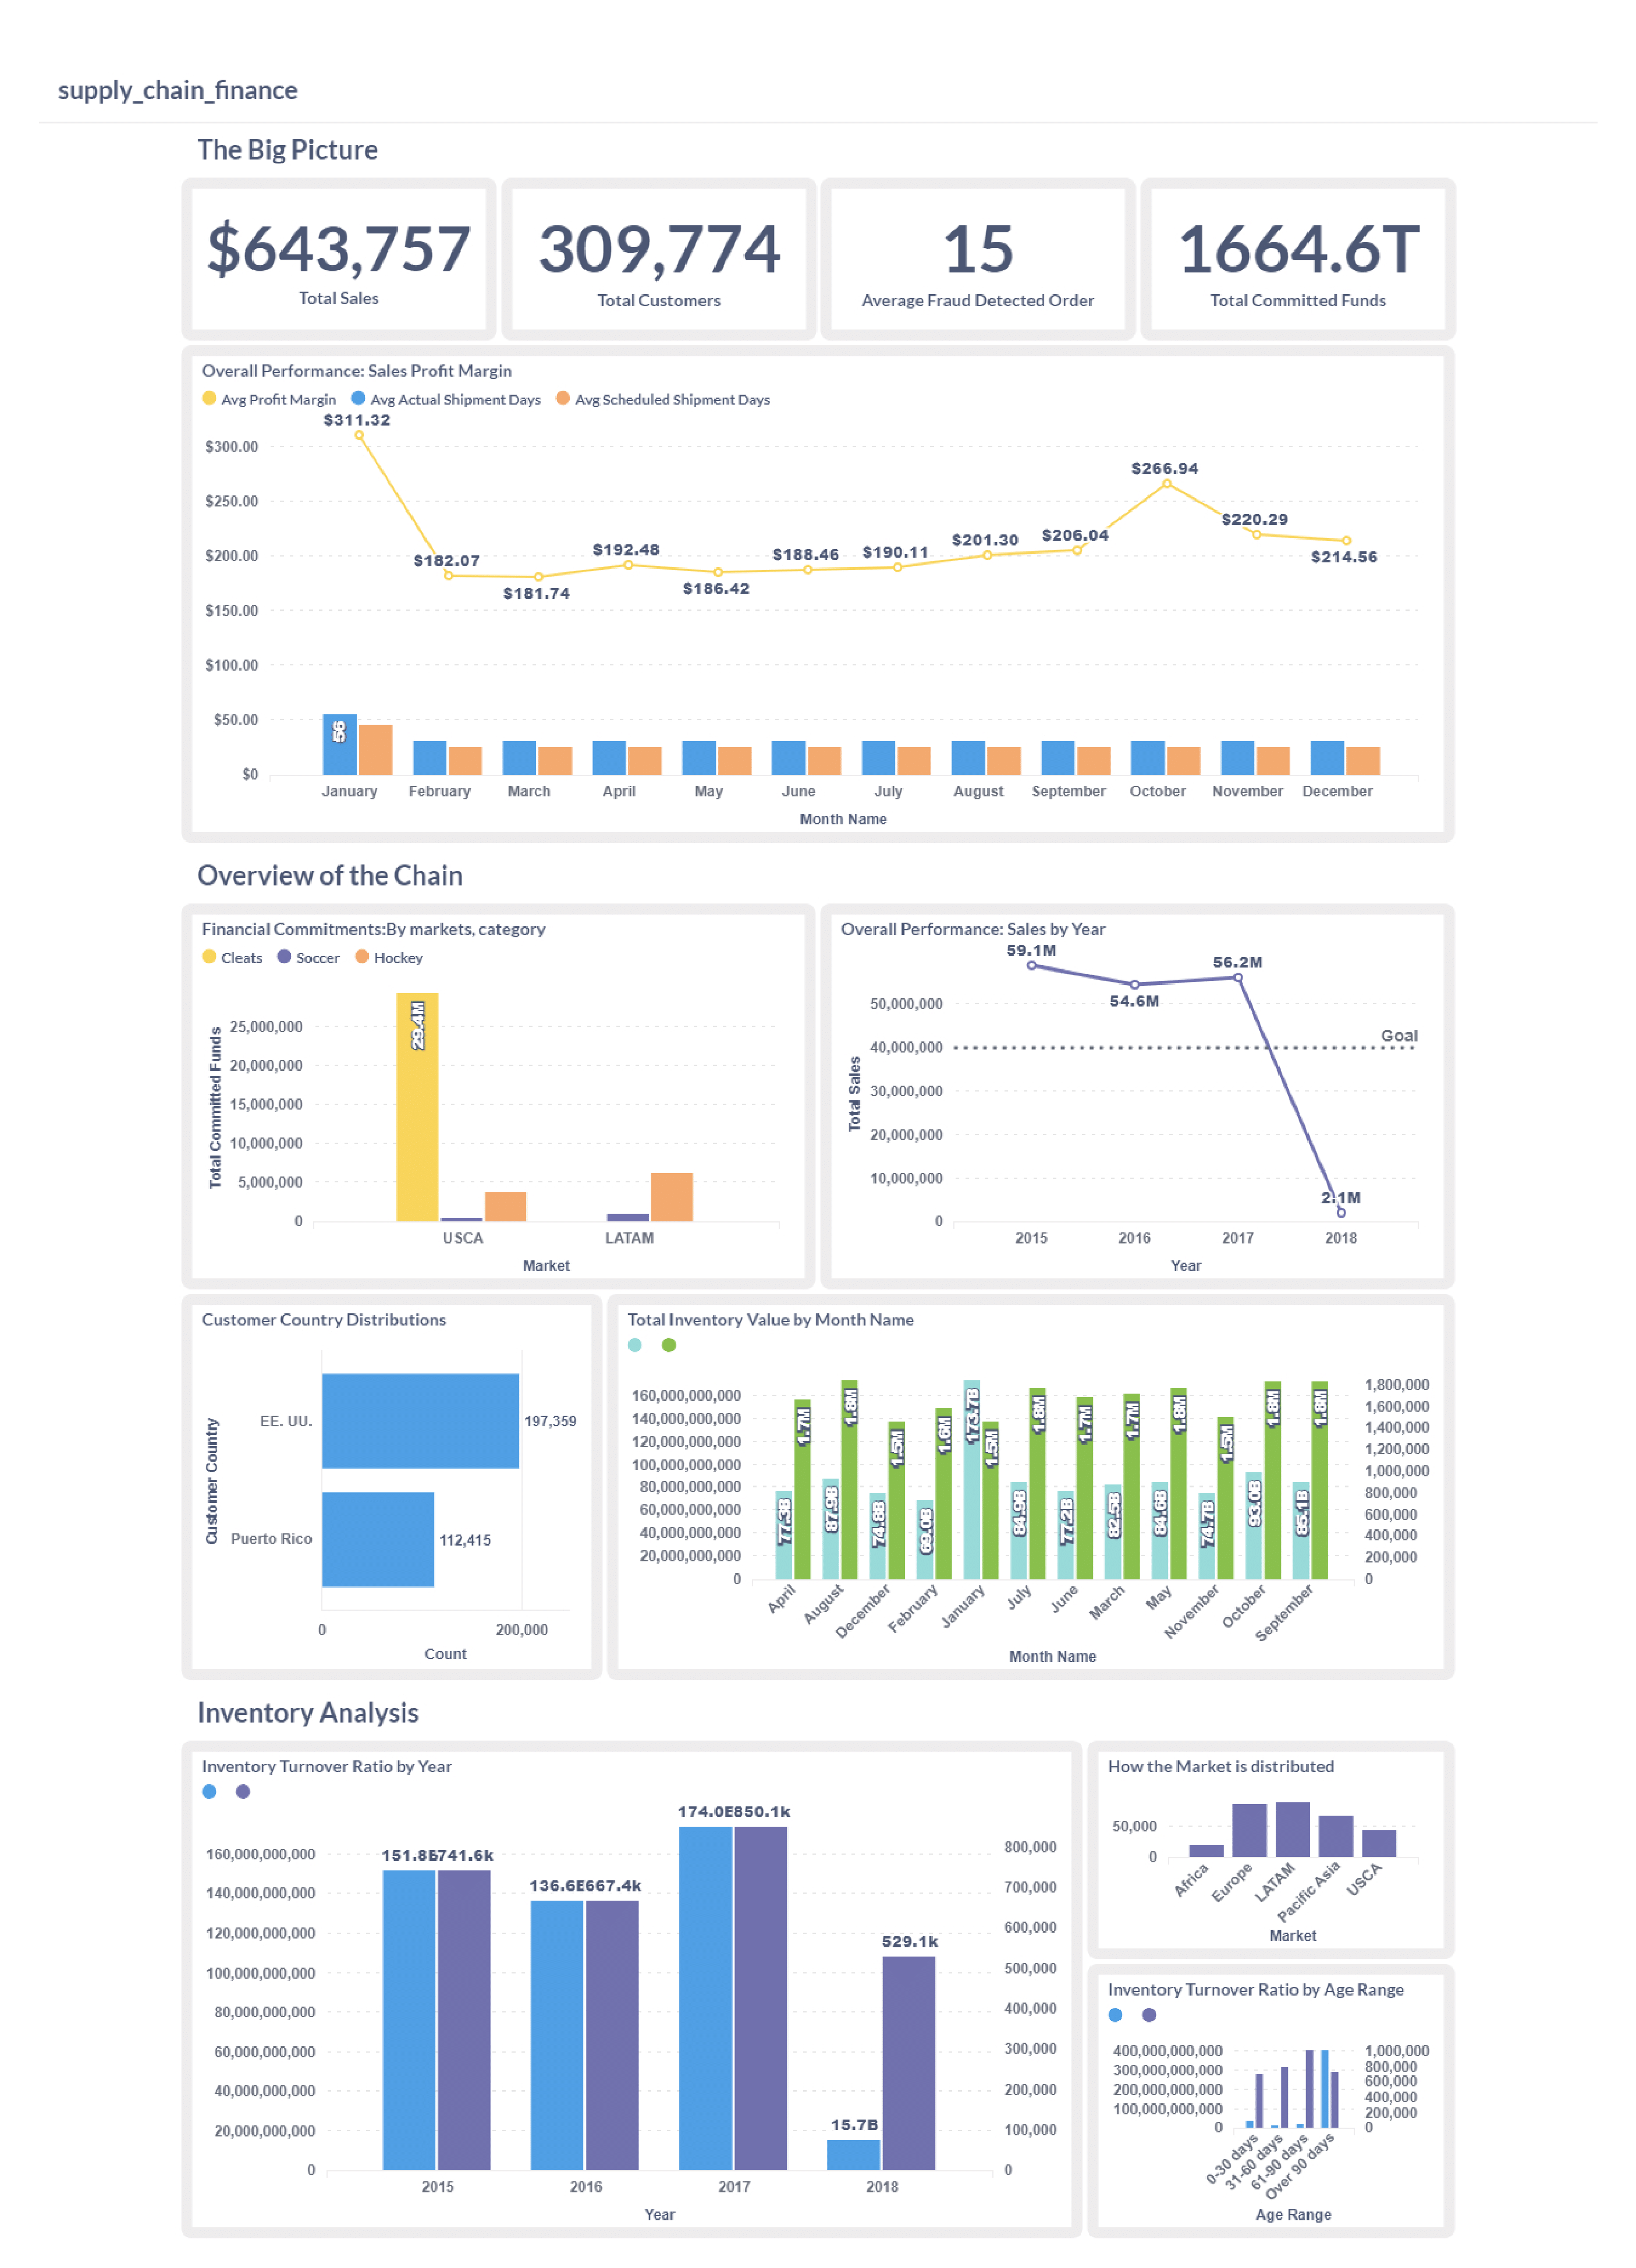 supply_chain_finance
The Big Picture
$643,757
Total Sales
309,774
Total Customers
15
Average Fraud Detected Order
1664.6T
Total Committed Funds
Overall Performance: Sales Profit Margin
Avg Profit Margin Avg Actual Shipment Days Avg Scheduled Shipment Days
$311.32
$300.00
$266.94
$250.00
$220.29
$200.00
$182.07
$181.74
$192.48
$186.42
$188.46
$190.11
$201.30
$206.04
$214.56
$150.00
$100.00
$50.00
56
$0
January February March April May June July August September October November December
Month Name
Overview of the Chain
Financial Commitments:By markets, category
Cleats Soccer Hockey
Total Committed Funds
25,000,000
20,000,000
15,000,000
10,000,000
5,000,000
0
29.4M
USCA LATAM
Market
Overall Performance: Sales by Year
59.1M
54.6M
56.2M
2.1M
Goal
Total Sales
50,000,000
40,000,000
30,000,000
20,000,000
10,000,000
0
2015 2016 2017 2018
Year
Customer Country Distributions
Customer Country
EE. UU.
197,359
Puerto Rico
112,415
0 200,000
Count
Total Inventory Value by Month Name
160,000,000,000
140,000,000,000
120,000,000,000
100,000,000,000
80,000,000,000
60,000,000,000
40,000,000,000
20,000,000,000
0
77.3B 1.7M 87.9B 1.8M 74.8B 1.5M 69.0B 1.6M 173.7B 1.5M 84.9B 1.8M 77.2B 1.7M 82.5B 1.7M 84.6B 1.8M 74.7B 1.5M 93.0B 1.8M 85.1B 1.8M
1,800,000
1,600,000
1,400,000
1,200,000
1,000,000
800,000
600,000
400,000
200,000
0
April August December February January July June March May November October September
Month Name
Inventory Analysis
Inventory Turnover Ratio by Year
160,000,000,000
140,000,000,000
120,000,000,000
100,000,000,000
80,000,000,000
60,000,000,000
40,000,000,000
20,000,000,000
0
741.6k
667.4k
850.1k
15.7B
529.1k
800,000
700,000
600,000
500,000
400,000
300,000
200,000
100,000
0
2015 2016 2017 2018
Year
How the Market is distributed
50,000
0
Africa Europe LATAM Pacific Asia USCA
Market
Inventory Turnover Ratio by Age Range
400,000,000,000
300,000,000,000
200,000,000,000
100,000,000,000
0
1,000,000
800,000
600,000
400,000
200,000
0
0-30 days 31-60 days 61-90 days Over 90 days
Age Range